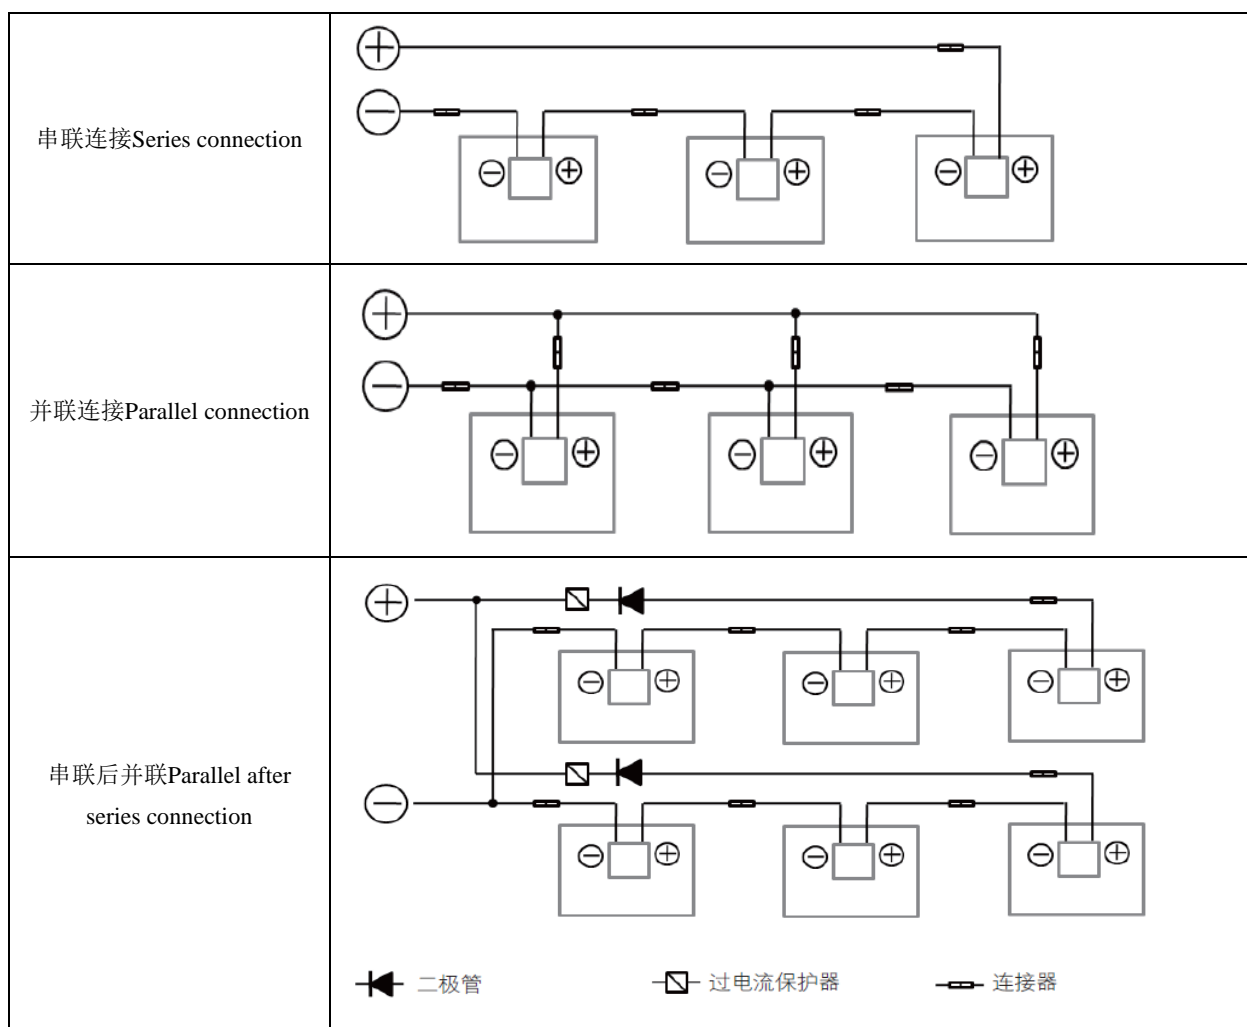 串联连接Series connection
并联连接Parallel connection
串联后并联Parallel after
series connection
二极管
过电流保护器
连接器